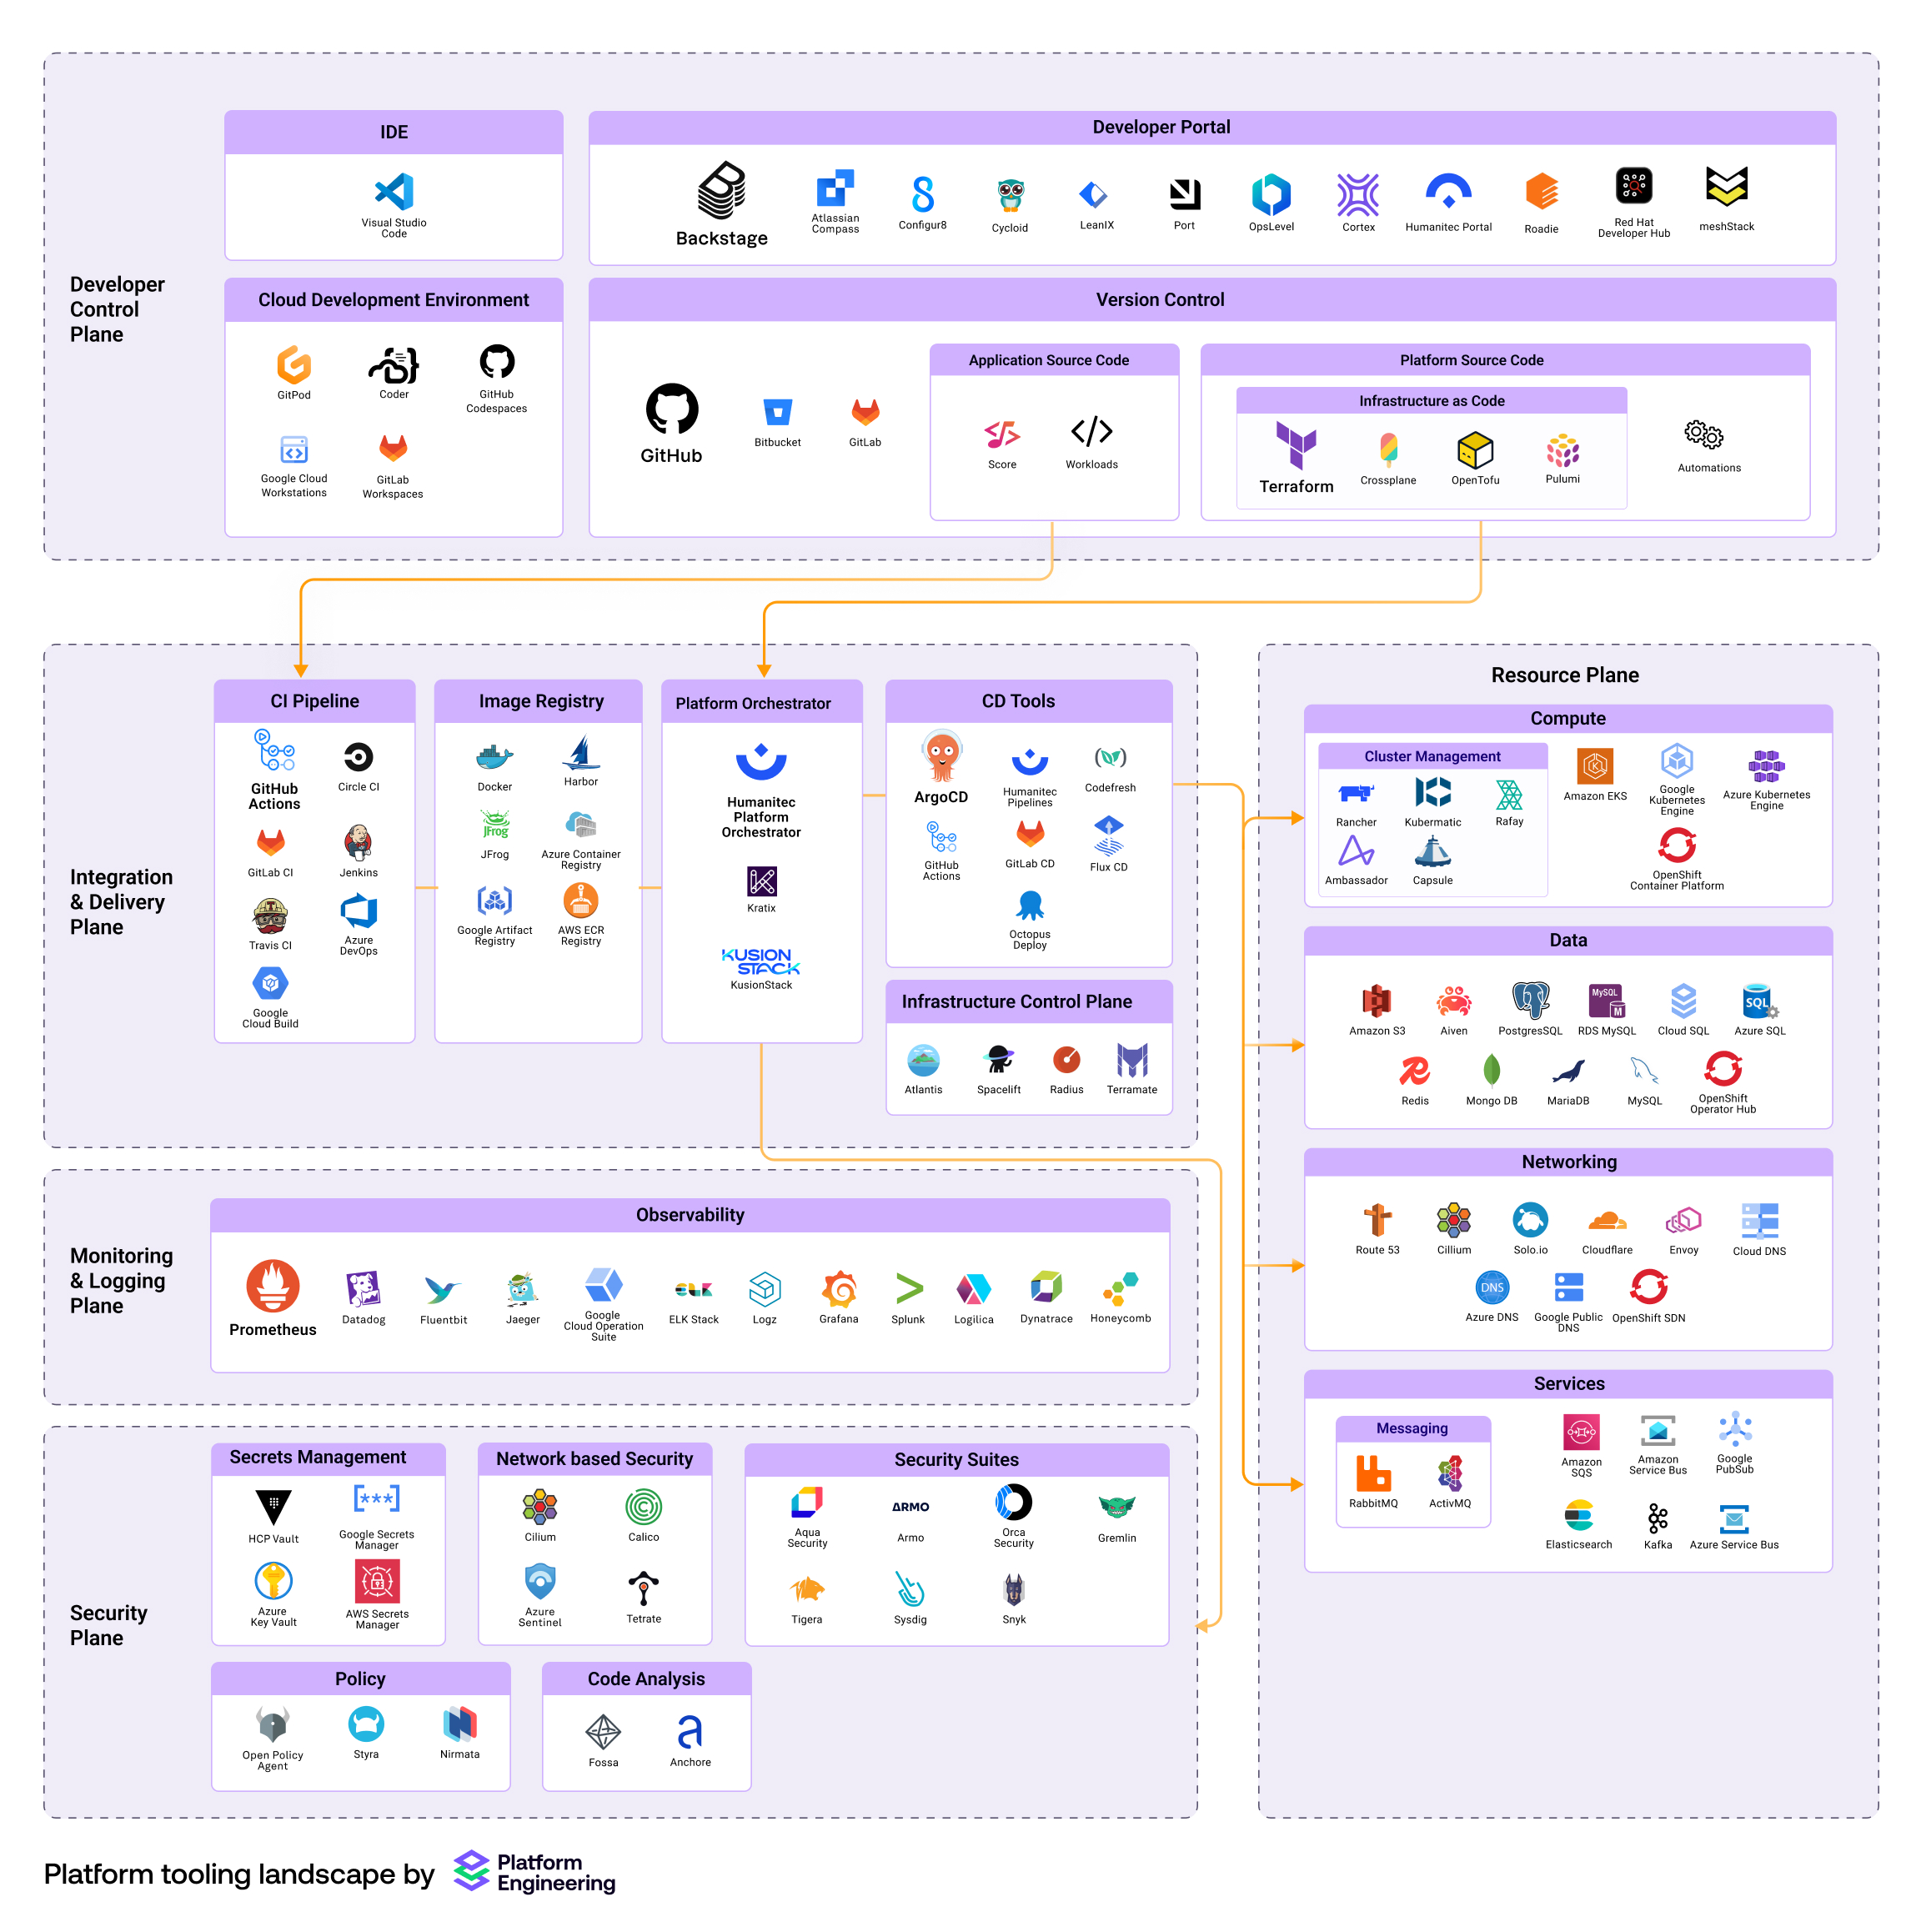 Developer
Control
Plane
IDE
Visual Studio
Code
Developer Portal
Backstage
Atlassian
Compass
Configur8
Cycloid
LeanIX
Port
OpsLevel
Cortex
Humanitec Portal
Roadie
Red Hat
Developer Hub
meshStack
Cloud Development Environment
GitPod
Coder
GitHub
Codespaces
Google Cloud
Workstations
GitLab
Workspaces
Version Control
GitHub
Bitbucket
GitLab
Application Source Code
Score
Workloads
Platform Source Code
Infrastructure as Code
Terraform
Crossplane
OpenTofu
Pulumi
Automations
Integration
& Delivery
Plane
CI Pipeline
GitHub
Actions
Circle CI
GitLab CI
Jenkins
Travis CI
Azure
DevOps
Google
Cloud Build
Image Registry
Docker
Harbor
JFrog
JFrog
Azure Container
Registry
Google Artifact
Registry
AWS ECR
Registry
Platform Orchestrator
Humanitec
Platform
Orchestrator
Kratix
KUSION
STACK
KusionStack
CD Tools
ArgoCD
Humanitec
Pipelines
Codefresh
GitHub
Actions
GitLab CD
Flux CD
Octopus
Deploy
Infrastructure Control Plane
Atlantis
Spacelift
Radius
Terramate
Resource Plane
Compute
Cluster Management
Rancher
Kubermatic
Rafay
Ambassador
Capsule
Amazon EKS
Google
Kubernetes
Engine
Azure Kubernetes
Engine
OpenShift
Container Platform
Data
Amazon S3
Aiven
PostgresSQL
MySQL
M
RDS MySQL
Cloud SQL
SQL
Azure SQL
Redis
Mongo DB
MariaDB
MySQL
OpenShift
Operator Hub
Networking
Route 53
Cillium
Solo.io
Cloudflare
Envoy
Cloud DNS
DNS
Azure DNS
Google Public
DNS
OpenShift SDN
Services
Messaging
RabbitMQ
ActivMQ
Amazon
SQS
Amazon
Service Bus
Google
PubSub
Elasticsearch
Kafka
Azure Service Bus
Monitoring
& Logging
Plane
Observability
Prometheus
Datadog
Fluentbit
Jaeger
Google
Cloud Operation
Suite
ELK
ELK Stack
Logz
Grafana
Splunk
Logilica
Dynatrace
Honeycomb
Security
Plane
Secrets Management
HCP Vault
[***]
Google Secrets
Manager
Azure
Key Vault
AWS Secrets
Manager
Network based Security
Cilium
Calico
Azure
Sentinel
Tetrate
Security Suites
Aqua
Security
ARMO
Armo
Orca
Security
Gremlin
Tigera
Sysdig
Snyk
Policy
Open Policy
Agent
Styra
Nirmata
Code Analysis
Fossa
Anchore
Platform tooling landscape by
Platform
Engineering